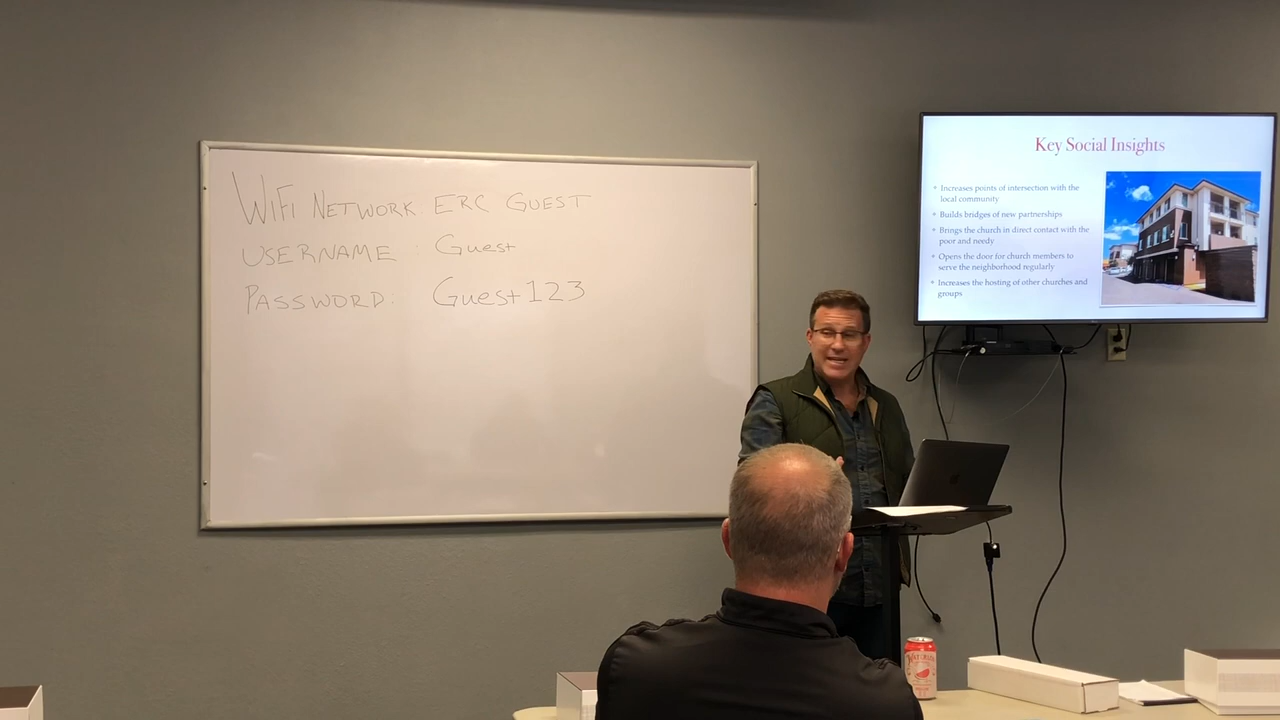 WIFI NETWORK ERC GUEST
USERNAME : Guest
PASSWORD: Guest123
Key Social Insights
Increases points of intersection with the
local community
Builds bridges of new partnerships
Brings the church in direct contact with the
poor and needy
Opens the door for church members to
serve the neighborhood regularly
Increases the hosting of other churches and
groups